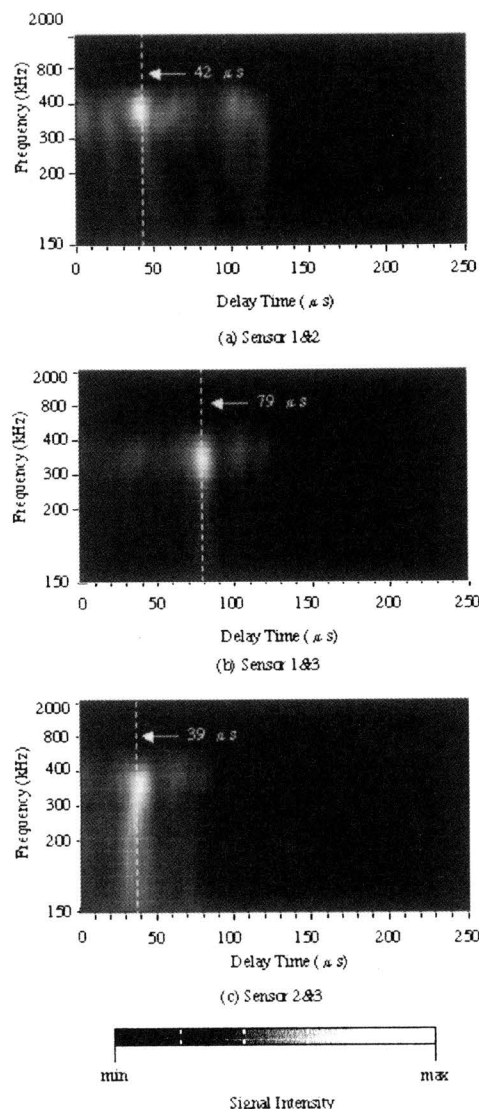 2000
800
400
300
200
150
Frequency (kHz)
42 μs
0 50 100 150 200 250
Delay Time (μs)
(a) Sensor 1&2
2000
800
400
300
200
150
Frequency (kHz)
79 μs
0 50 100 150 200 250
Delay Time (μs)
(b) Sensor 1&3
2000
800
400
300
200
150
Frequency (kHz)
39 μs
0 50 100 150 200 250
Delay Time (μs)
(c) Sensor 2&3
min max
Signal Intensity